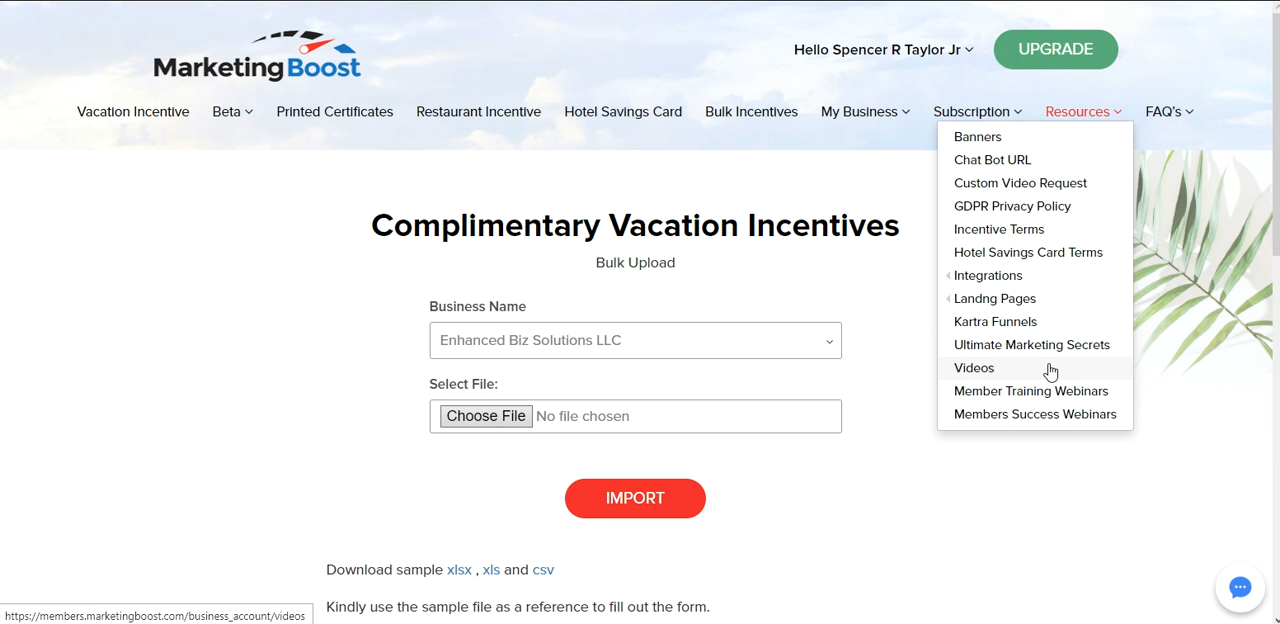 MarketingBoost
Hello Spencer R Taylor Jr
UPGRADE
Vacation Incentive
Beta
Printed Certificates
Restaurant Incentive
Hotel Savings Card
Bulk Incentives
My Business
Subscription
Resources
FAQ's
Banners
Chat Bot URL
Custom Video Request
GDPR Privacy Policy
Incentive Terms
Hotel Savings Card Terms
Integrations
Landng Pages
Kartra Funnels
Ultimate Marketing Secrets
Videos
Member Training Webinars
Members Success Webinars
Complimentary Vacation Incentives
Bulk Upload
Business Name
Enhanced Biz Solutions LLC
Select File:
Choose File No file chosen
IMPORT
Download sample xlsx , xls and csv
Kindly use the sample file as a reference to fill out the form.
https://members.marketingboost.com/business_account/videos